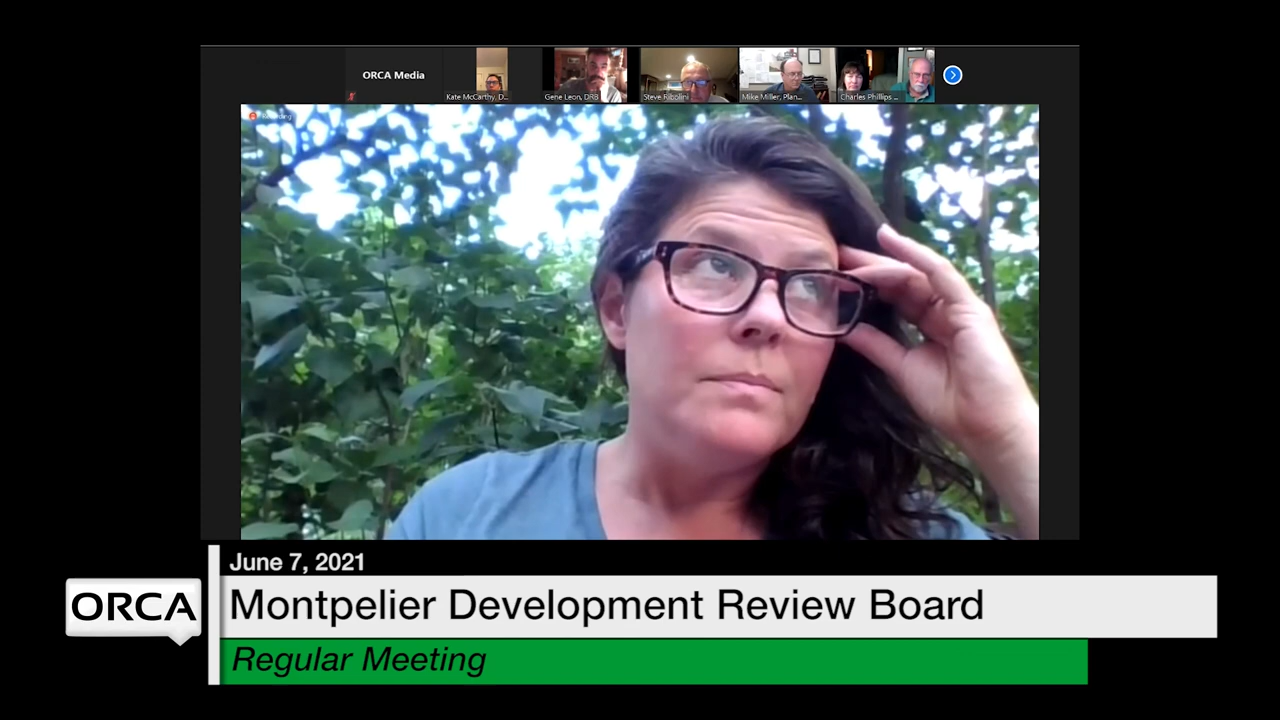 ORCA Media
Kate McCarthy, D...
Gene Leon, DRB
Steve Ribolini
Mike Miller, Plan...
Charles Phillips ...
Recording
June 7, 2021
ORCA
Montpelier Development Review Board
Regular Meeting